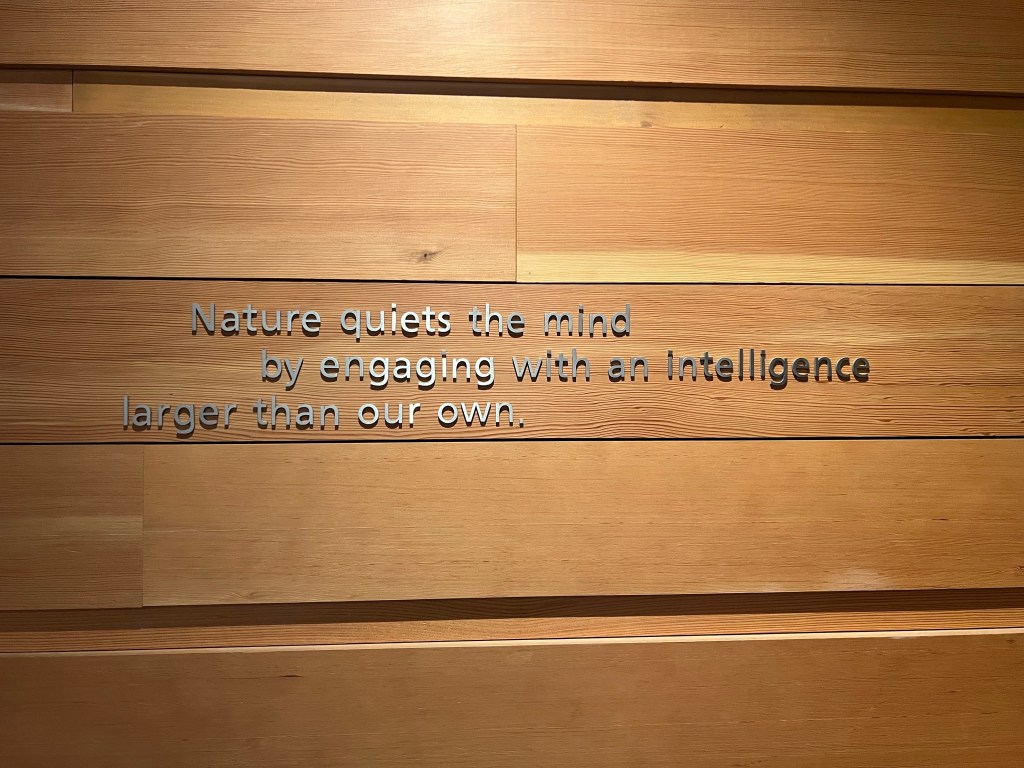 Nature quiets the mind
by engaging with an intelligence
larger than our own.